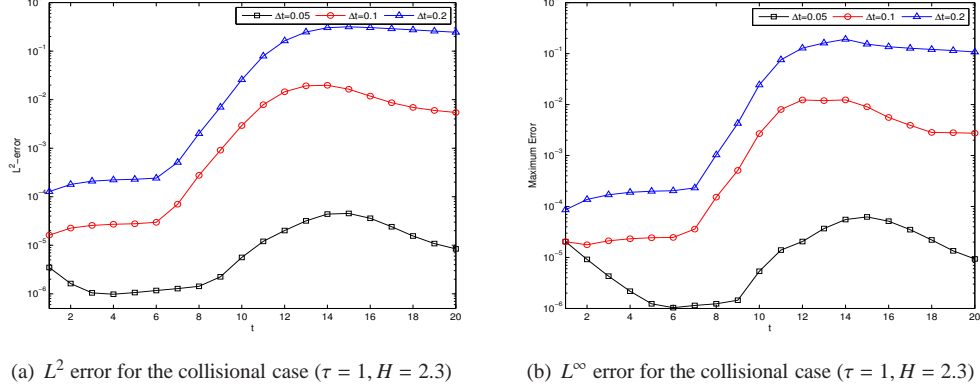 Δt=0.05 Δt=0.1 Δt=0.2
10⁻¹
10⁻²
10⁻³
10⁻⁴
10⁻⁵
10⁻⁶
L²-error
2 4 6 8 10 12 14 16 18 20
t
(a) L² error for the collisional case (τ = 1, H = 2.3)
Δt=0.05 Δt=0.1 Δt=0.2
10⁰
10⁻¹
10⁻²
10⁻³
10⁻⁴
10⁻⁵
10⁻⁶
Maximum Error
2 4 6 8 10 12 14 16 18 20
t
(b) L∞ error for the collisional case (τ = 1, H = 2.3)